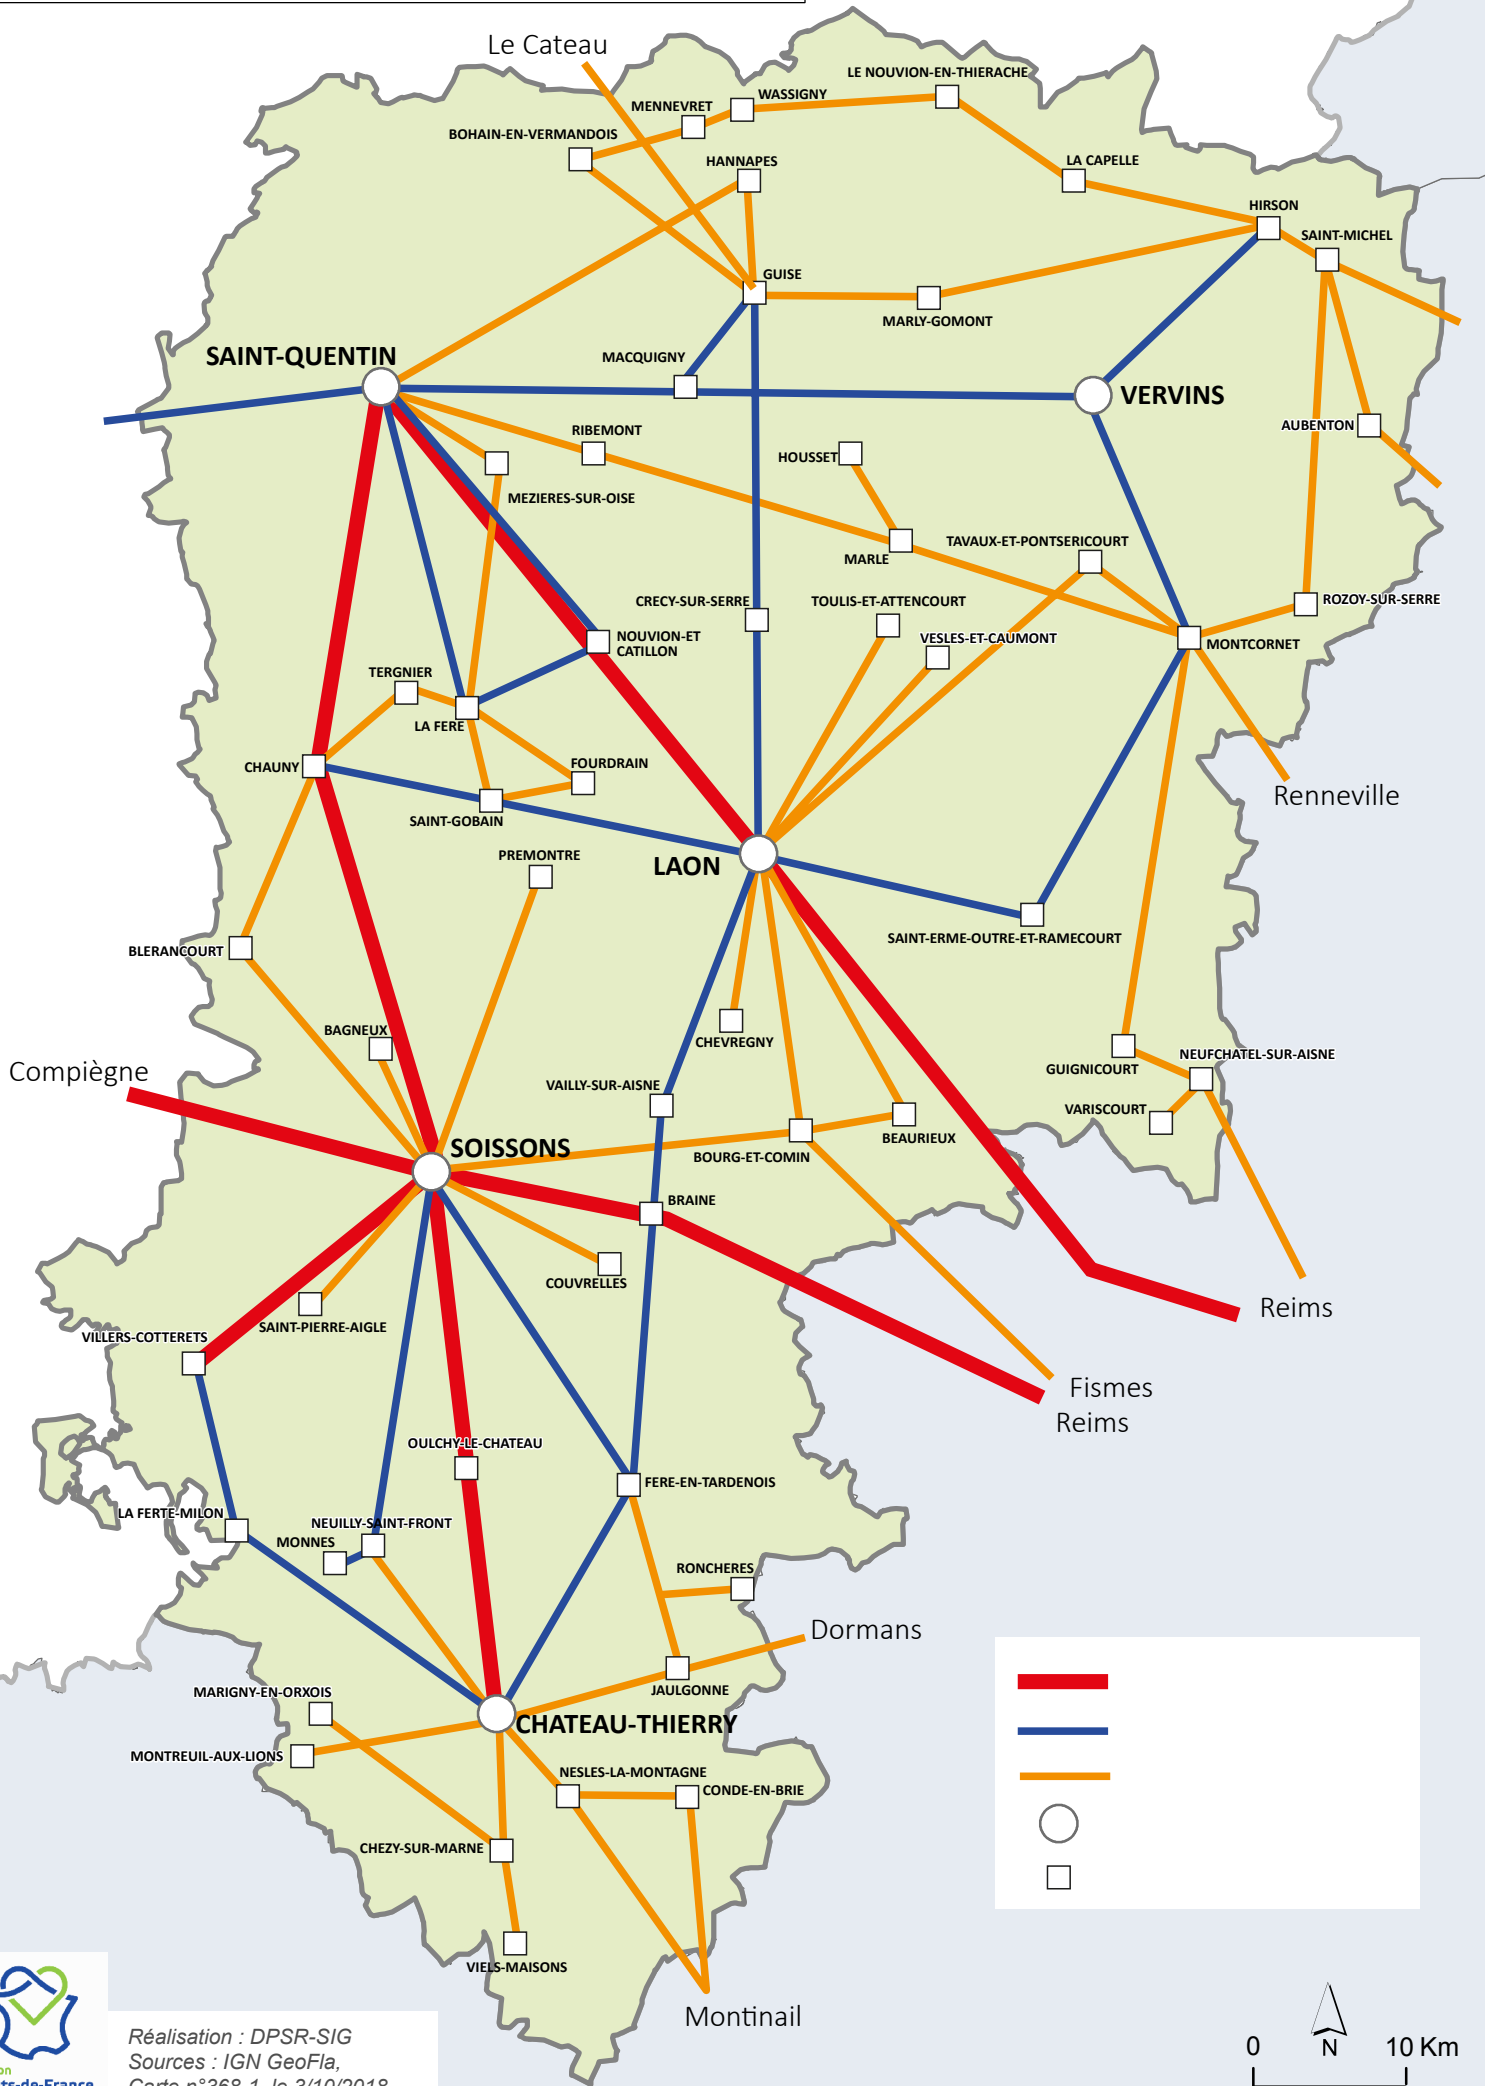 Le Cateau
LE NOUVION-EN-THIERACHE
WASSIGNY
MENNEVRET
BOHAIN-EN-VERMANDOIS
HANNAPES
LA CAPELLE
HIRSON
SAINT-MICHEL
GUISE
MARLY-GOMONT
SAINT-QUENTIN
MACQUIGNY
VERVINS
AUBENTON
RIBEMONT
HOUSSET
MEZIERES-SUR-OISE
MARLE
TAVAUX-ET-PONTSERICOURT
CRECY-SUR-SERRE
TOULIS-ET-ATTENCOURT
ROZOY-SUR-SERRE
NOUVION-ET
CATILLON
VESLES-ET-CAUMONT
MONTCORNET
TERGNIER
LA FERE
CHAUNY
FOURDRAIN
Renneville
SAINT-GOBAIN
PREMONTRE
LAON
SAINT-ERME-OUTRE-ET-RAMECOURT
BLERANCOURT
BAGNEUX
CHEVREGNY
Compiègne
NEUFCHATEL-SUR-AISNE
GUIGNICOURT
VAILLY-SUR-AISNE
VARISCOURT
BEAURIEUX
SOISSONS
BOURG-ET-COMIN
BRAINE
COUVRELLES
Reims
SAINT-PIERRE-AIGLE
VILLERS-COTTERETS
Fismes
Reims
OULCHY-LE-CHATEAU
FERE-EN-TARDENOIS
LA FERTE-MILON
NEUILLY-SAINT-FRONT
MONNES
RONCHERES
Dormans
JAULGONNE
MARIGNY-EN-ORXOIS
CHATEAU-THIERRY
MONTREUIL-AUX-LIONS
NESLES-LA-MONTAGNE
CONDE-EN-BRIE
CHEZY-SUR-MARNE
VIELS-MAISONS
Montinail
Réalisation : DPSR-SIG
Sources : IGN GeoFla,
Carte n°368-1, le 3/10/2018
0
N
10 Km